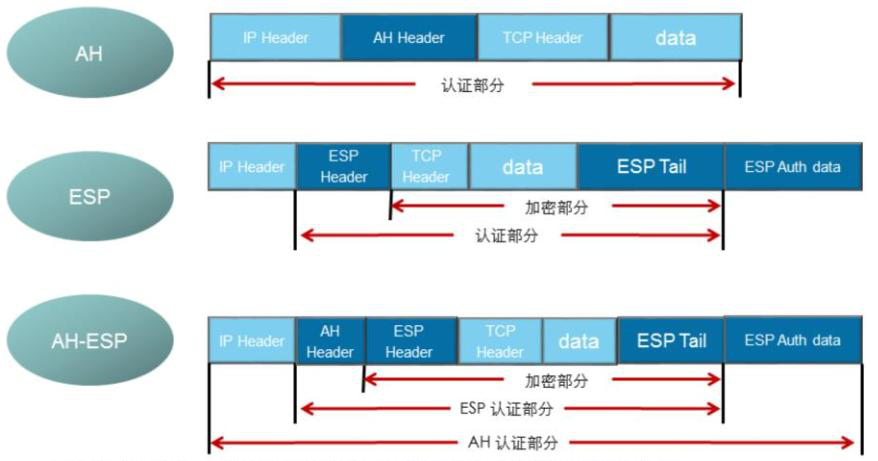 AH
IP Header
AH Header
TCP Header
data
认证部分
ESP
IP Header
ESP
Header
TCP
Header
data
ESP Tail
ESP Auth data
加密部分
认证部分
AH-ESP
IP Header
AH
Header
ESP
Header
TCP
Header
data
ESP Tail
ESP Auth data
加密部分
ESP 认证部分
AH 认证部分